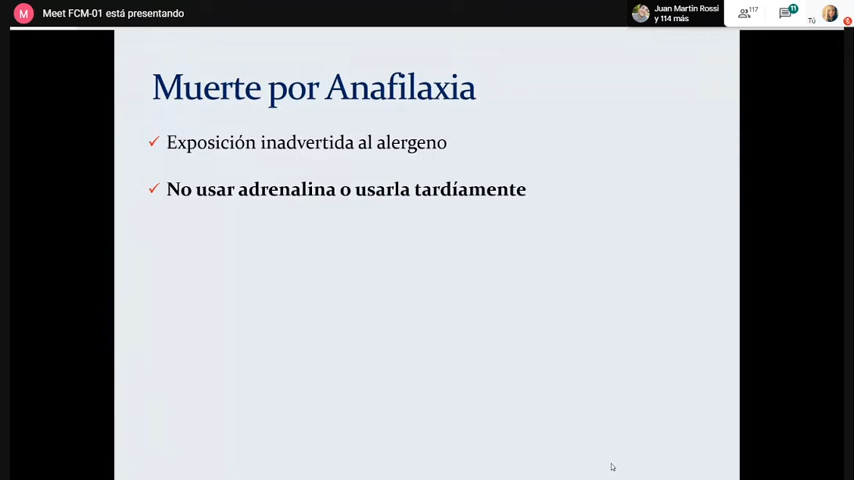 M Meet FCM-01 está presentando
Juan Martin Rossi
y 114 más
117
11
Tú
Muerte por Anafilaxia
✓ Exposición inadvertida al alergeno
✓ No usar adrenalina o usarla tardíamente